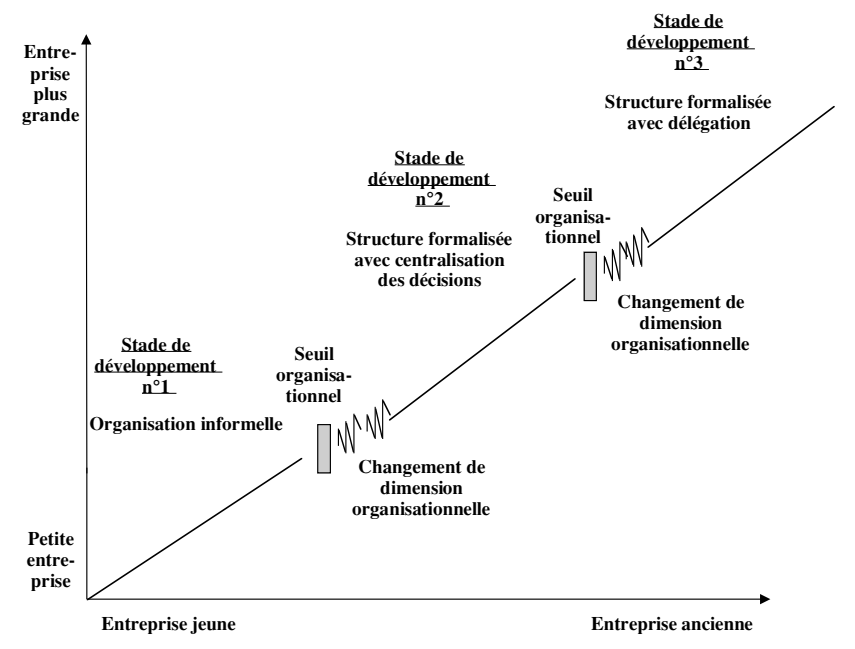 Stade de
développement
n°3
Structure formalisée
avec délégation
Entre-
prise
plus
grande
Stade de
développement
n°2
Structure formalisée
avec centralisation
des décisions
Seuil
organisa-
tionnel
Changement de
dimension
organisationnelle
Stade de
développement
n°1
Organisation informelle
Seuil
organisa-
tionnel
Changement de
dimension
organisationnelle
Petite
entre-
prise
Entreprise jeune
Entreprise ancienne